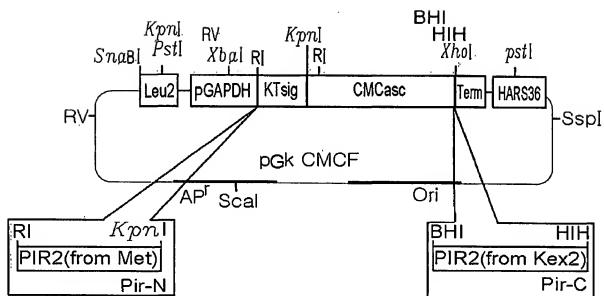 BHI
KpnI RV KpnI HIH
SnaBI PstI XbaI RI RI XhoI pstI
Leu2 pGAPDH KTsig CMCasc Term HARS36
RV SspI
pGk CMCF
APr ScaI Ori
RI KpnI BHI HIH
PIR2(from Met) PIR2(from Kex2)
Pir-N Pir-C